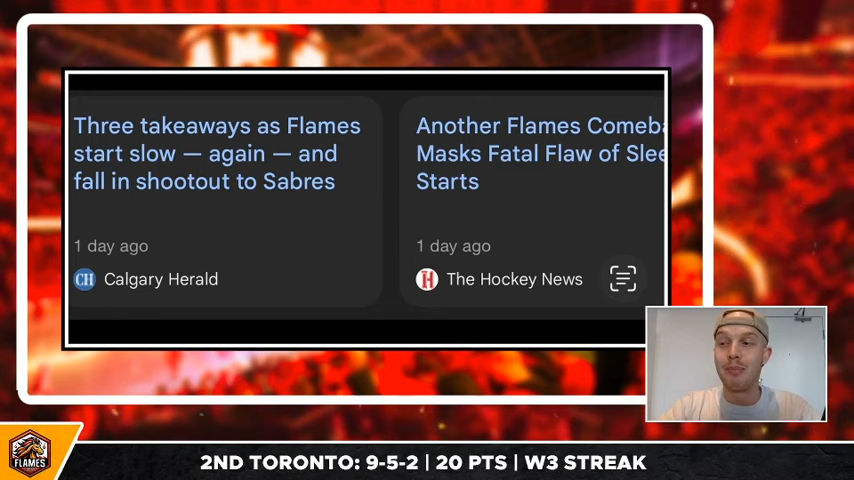 Three takeaways as Flames
start slow — again — and
fall in shootout to Sabres
1 day ago
CH Calgary Herald
Another Flames Comeba
Masks Fatal Flaw of Slee
Starts
1 day ago
H The Hockey News
FLAMES
2ND TORONTO: 9-5-2 | 20 PTS | W3 STREAK